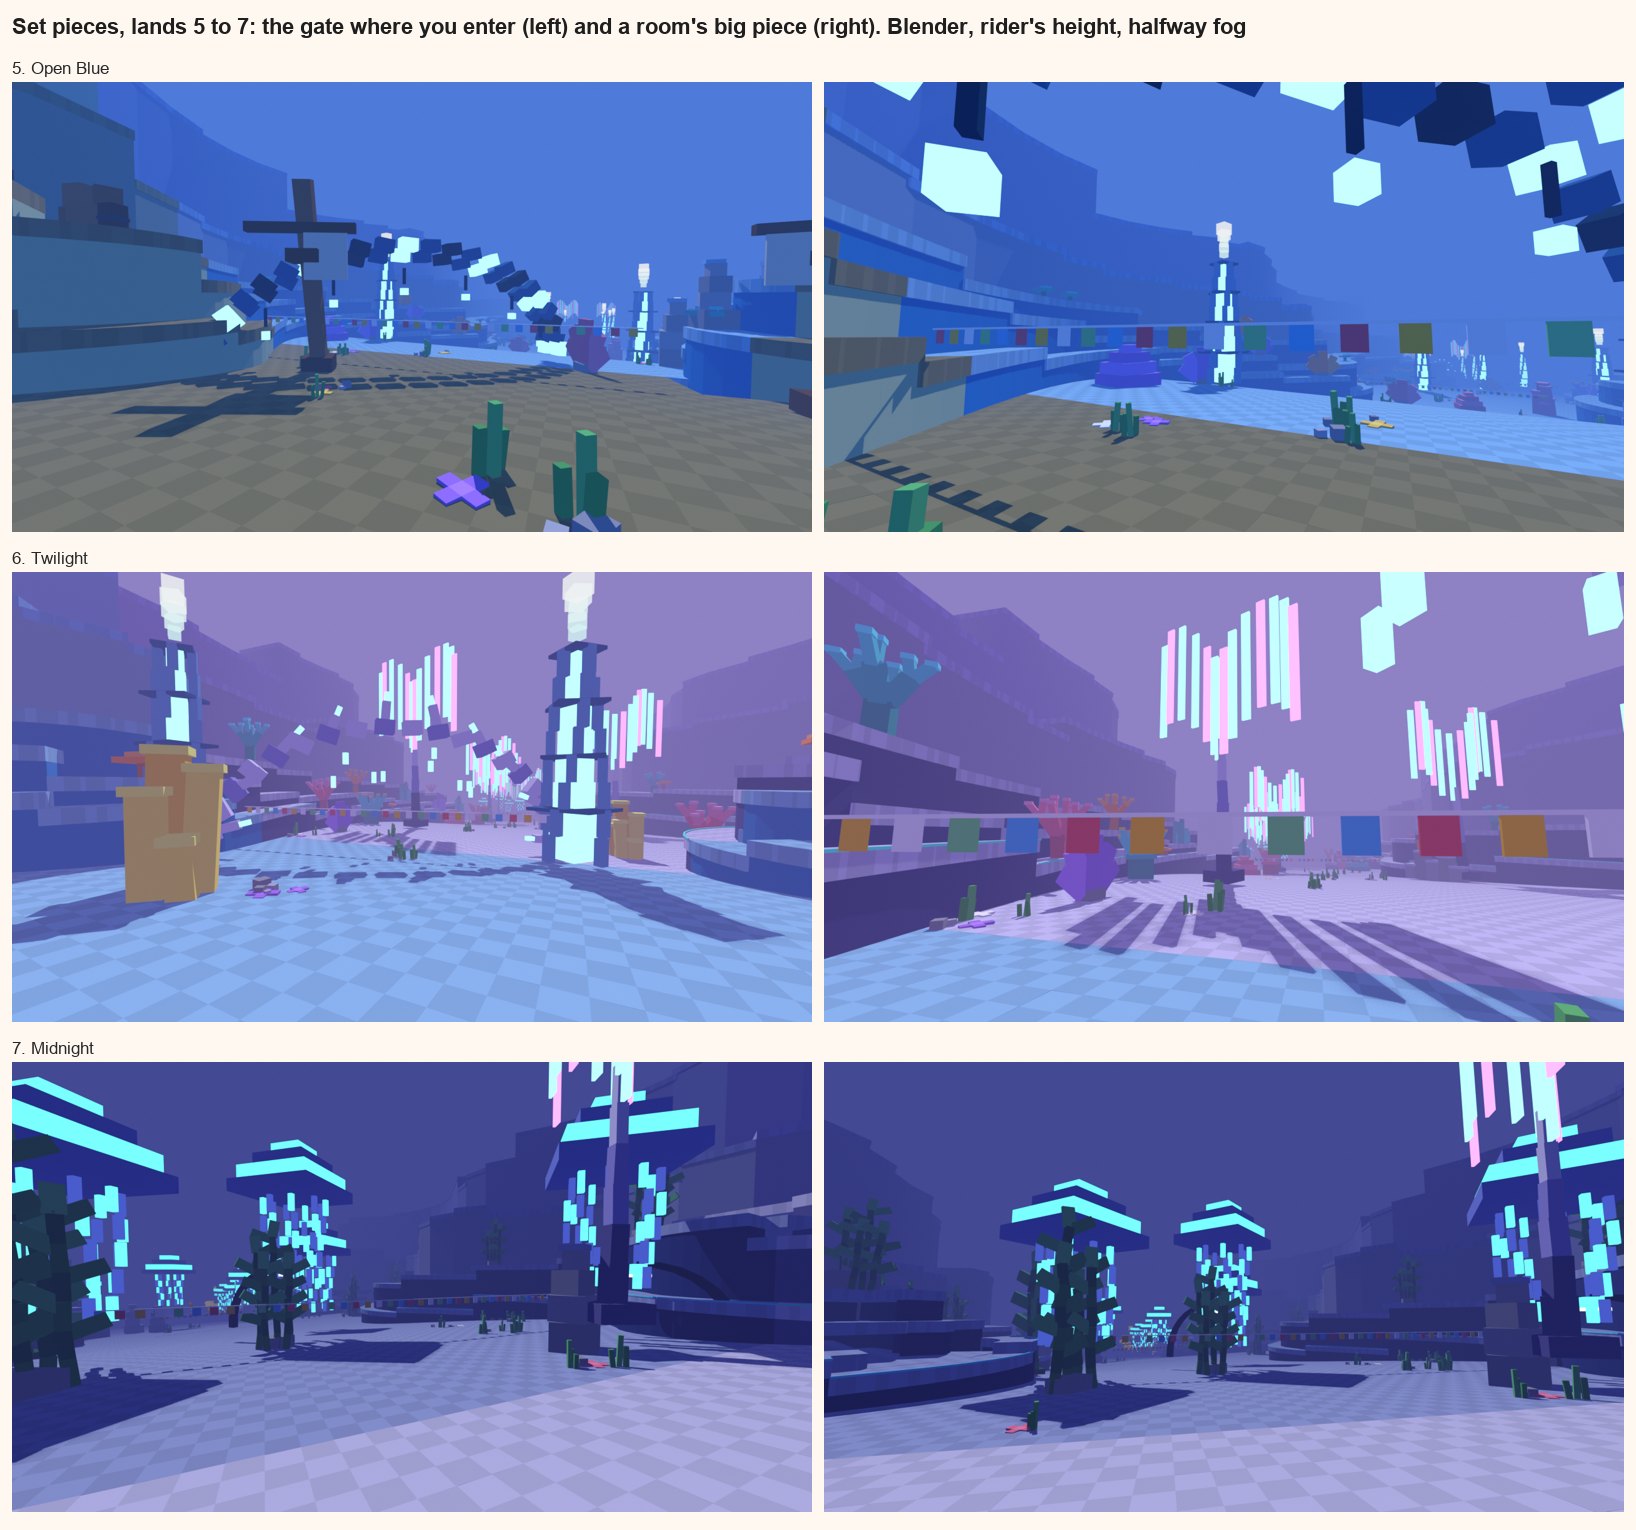 Set pieces, lands 5 to 7: the gate where you enter (left) and a room's big piece (right). Blender, rider's height, halfway fog
5. Open Blue
6. Twilight
7. Midnight